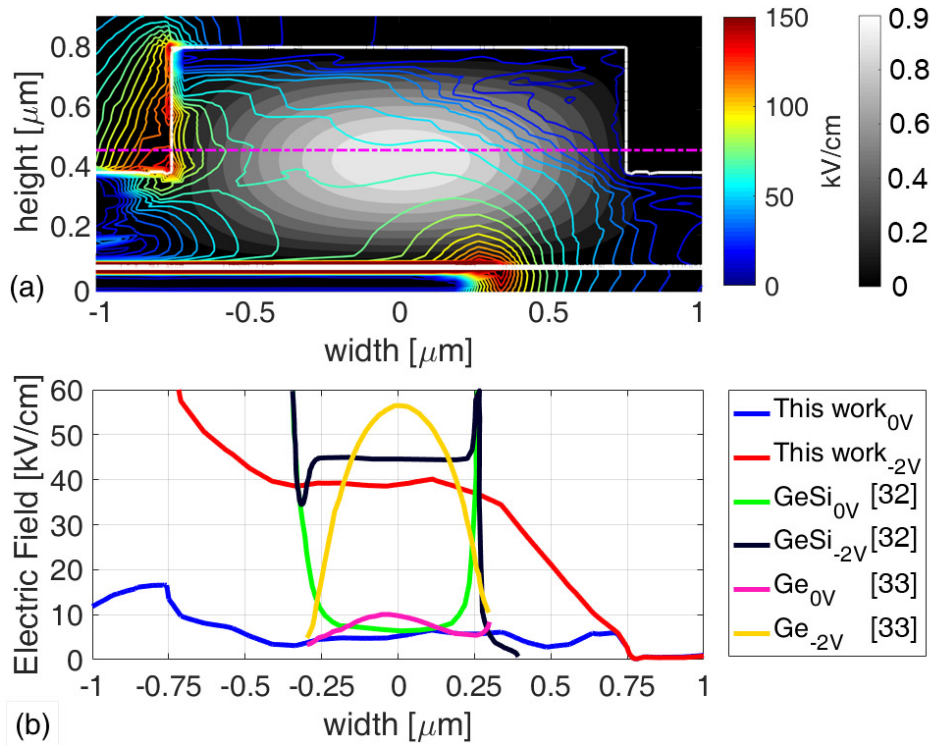 0.8
0.6
0.4
0.2
0
height [μm]
(a)
-1 -0.5 0 0.5 1
width [μm]
150
100
50
0
kV/cm
0.9
0.8
0.6
0.4
0.2
0
60
50
40
30
20
10
0
Electric Field [kV/cm]
-1 -0.75 -0.5 -0.25 0 0.25 0.5 0.75 1
width [μm]
(b)
This work0V
This work-2V
GeSi0V [32]
GeSi-2V [32]
Ge0V [33]
Ge-2V [33]